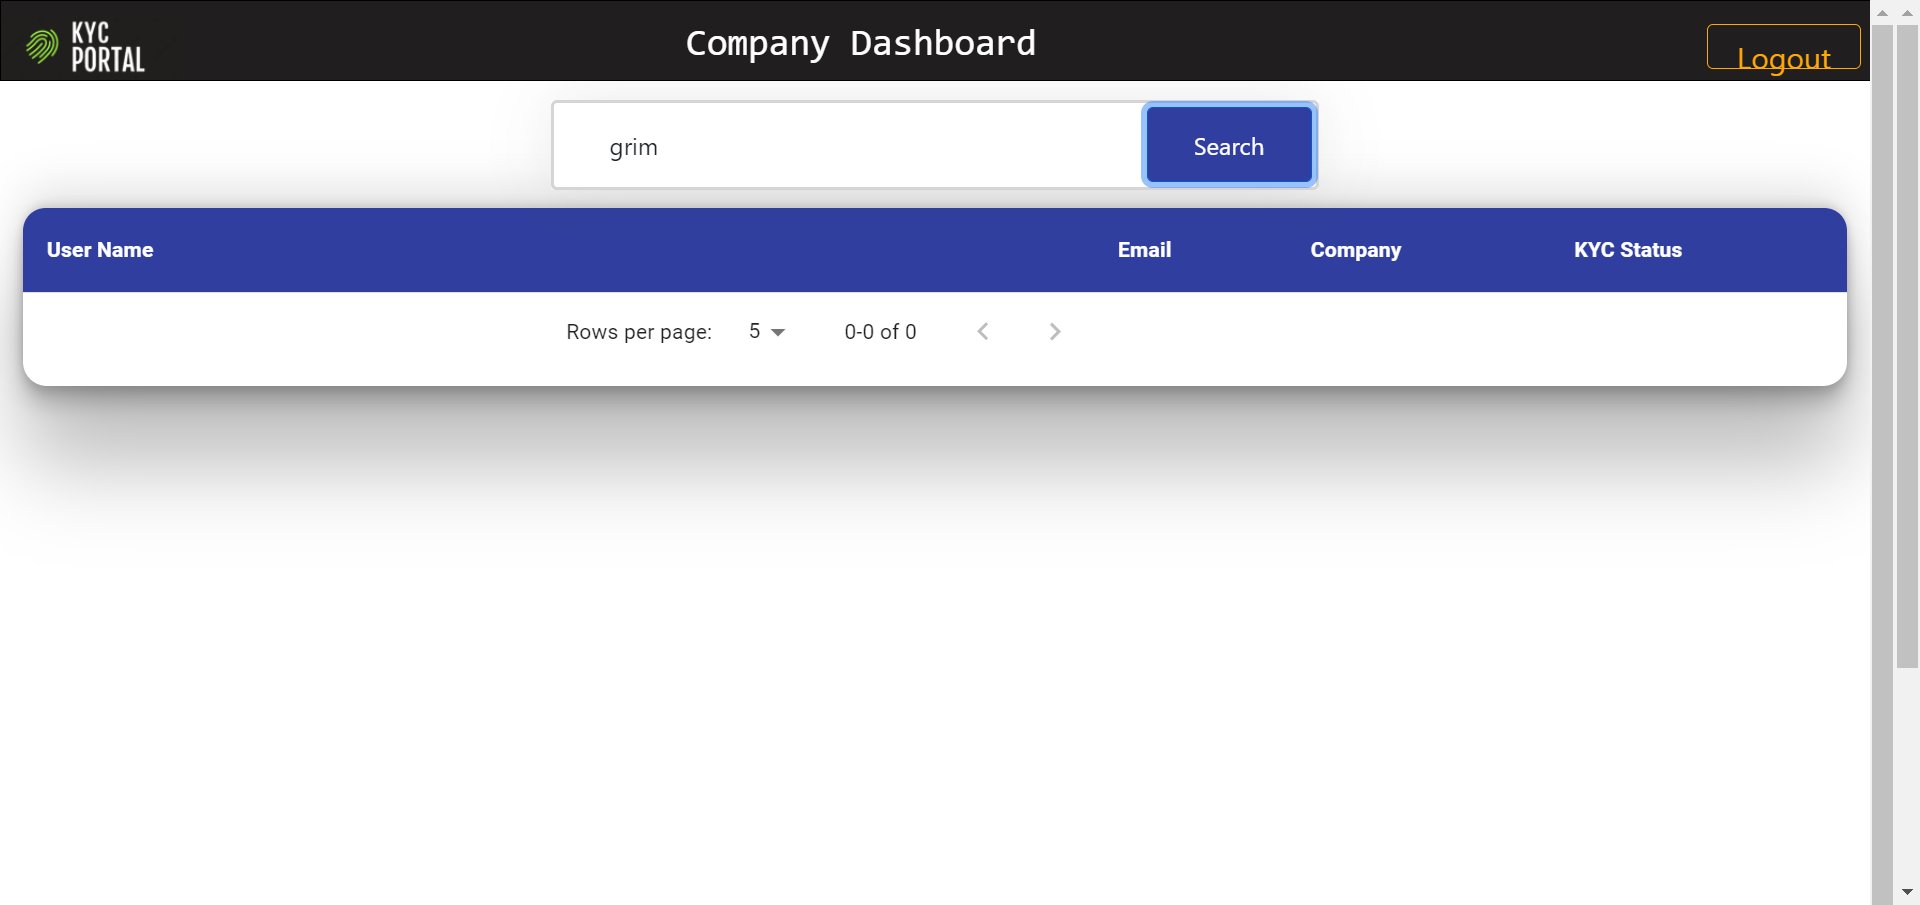 KYC
PORTAL
Company Dashboard
Logout
grim
Search
User Name Email Company KYC Status
Rows per page: 5 0-0 of 0